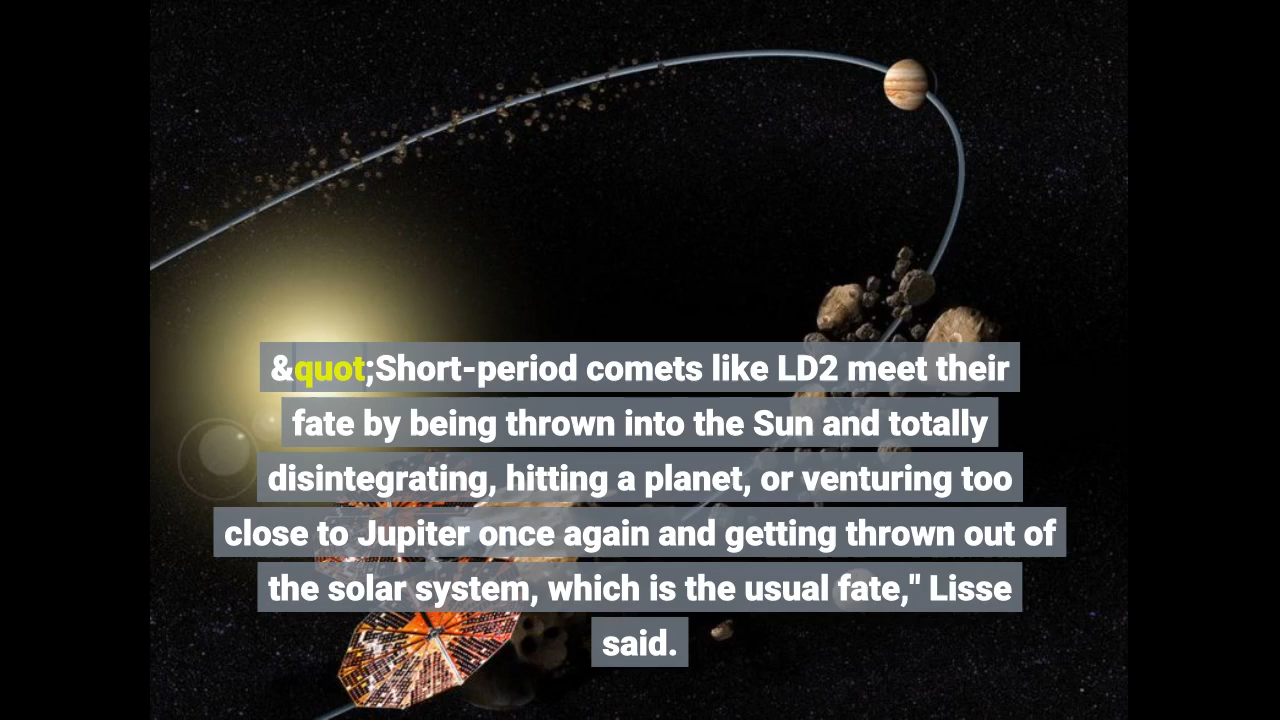 &quot;Short-period comets like LD2 meet their
fate by being thrown into the Sun and totally
disintegrating, hitting a planet, or venturing too
close to Jupiter once again and getting thrown out of
the solar system, which is the usual fate," Lisse
said.